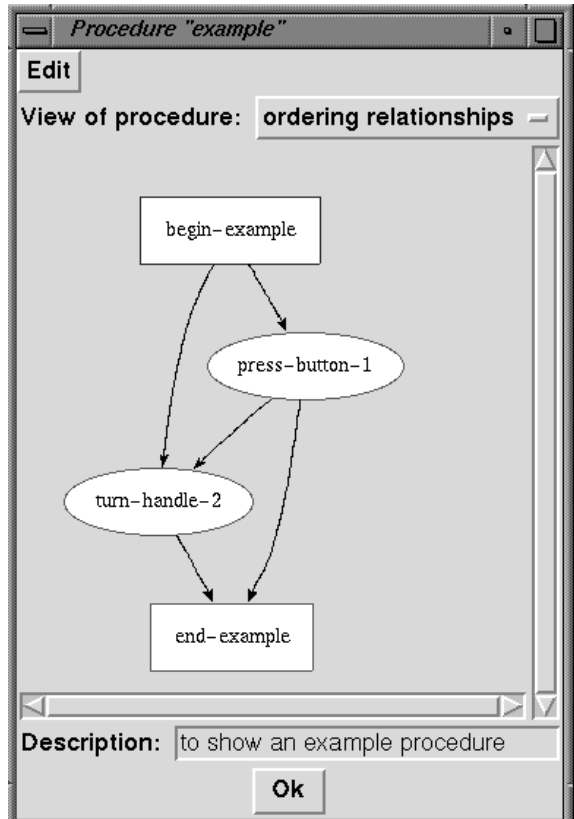 Procedure "example"
Edit
View of procedure: ordering relationships
begin-example
press-button-1
turn-handle-2
end-example
Description: to show an example procedure
Ok